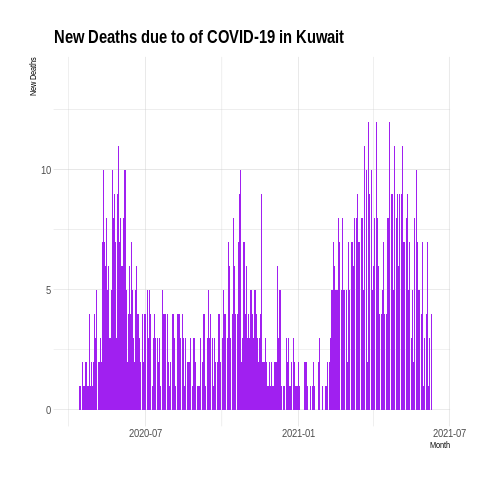 New Deaths due to of COVID-19 in Kuwait
New Deaths
10
5
0
2020-07
2021-01
2021-07
Month